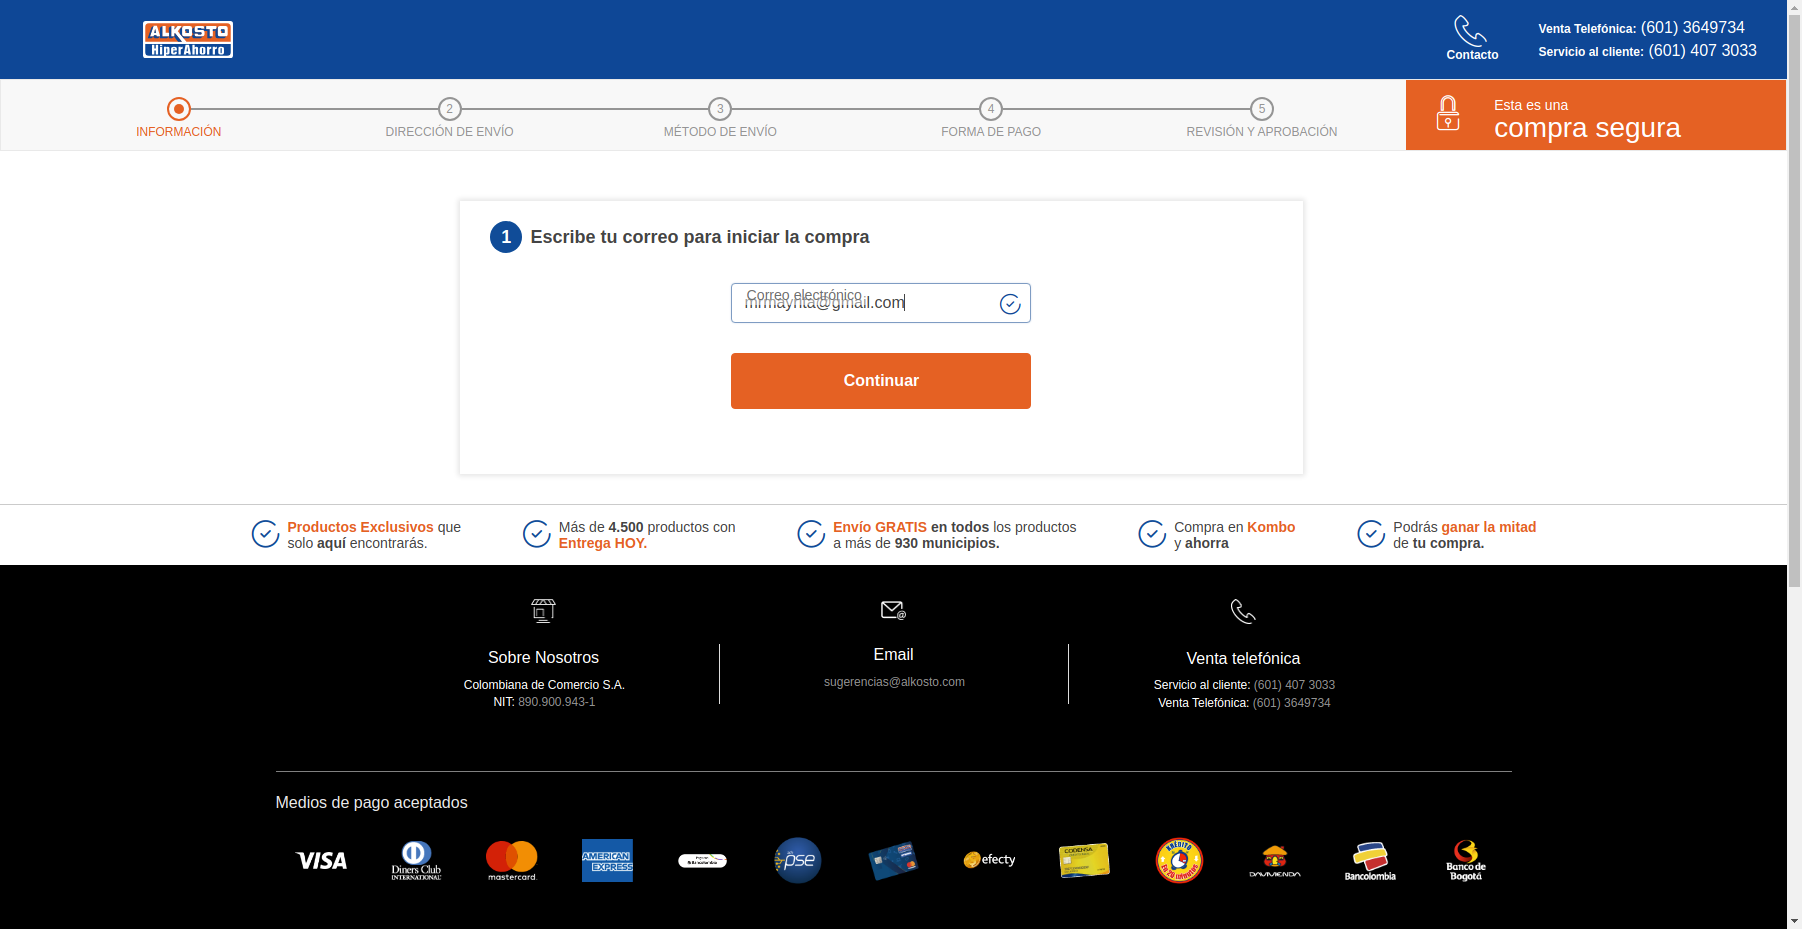 ALKOSTO
HiperAhorro
Contacto
Venta Telefónica: (601) 3649734
Servicio al cliente: (601) 407 3033
INFORMACIÓN
2
DIRECCIÓN DE ENVÍO
3
MÉTODO DE ENVÍO
4
FORMA DE PAGO
5
REVISIÓN Y APROBACIÓN
Esta es una
compra segura
1 Escribe tu correo para iniciar la compra
Correo electrónico
mrmayrita@gmail.com
Continuar
Productos Exclusivos que
solo aquí encontrarás.
Más de 4.500 productos con
Entrega HOY.
Envío GRATIS en todos los productos
a más de 930 municipios.
Compra en Kombo
y ahorra
Podrás ganar la mitad
de tu compra.
Sobre Nosotros
Colombiana de Comercio S.A.
NIT: 890.900.943-1
Email
sugerencias@alkosto.com
Venta telefónica
Servicio al cliente: (601) 407 3033
Venta Telefónica: (601) 3649734
Medios de pago aceptados
VISA
Diners Club
INTERNATIONAL
mastercard.
AMERICAN
EXPRESS
pse
efecty
CODENSA
KRÉDITO
DAVIVIENDA
Bancolombia
Banco de
Bogotá